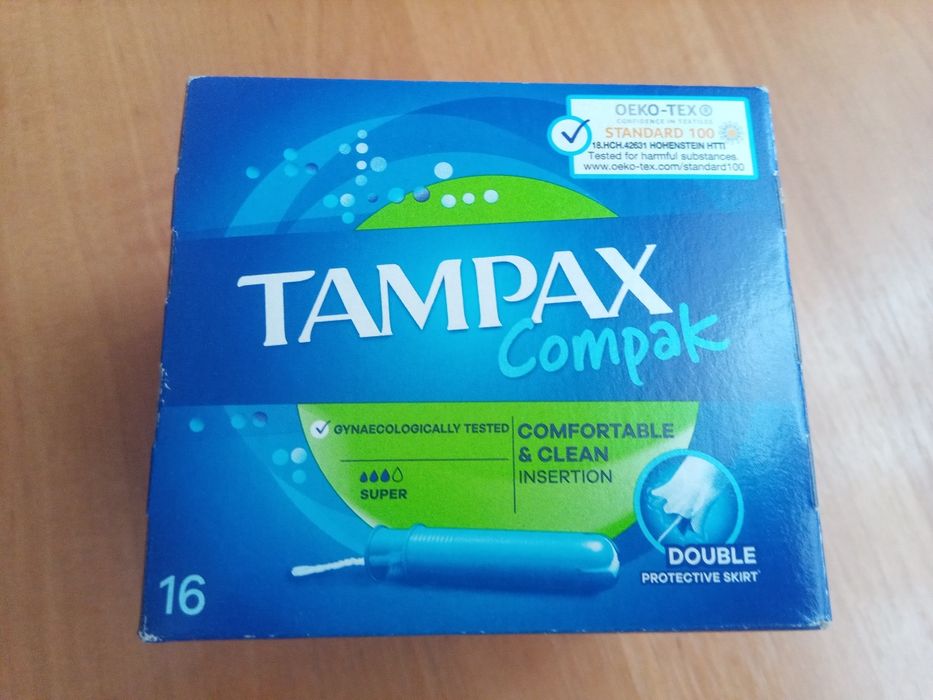 OEKO-TEX®
CONFIDENCE IN TEXTILES
STANDARD 100
18.HCH.42631 HOHENSTEIN HTTI
Tested for harmful substances.
www.oeko-tex.com/standard100
TAMPAX
Compak
GYNAECOLOGICALLY TESTED
SUPER
COMFORTABLE
& CLEAN
INSERTION
DOUBLE
PROTECTIVE SKIRT
16